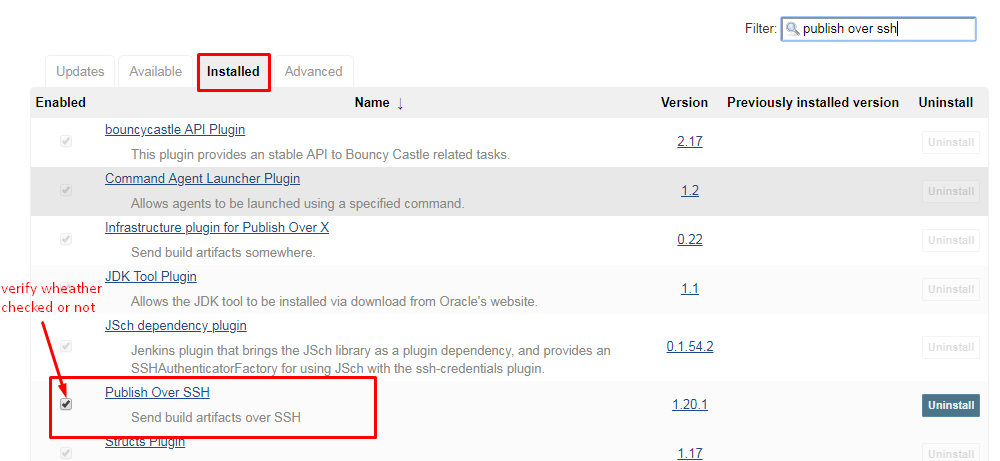 Filter: publish over ssh
Updates Available Installed Advanced
Enabled Name ↓ Version Previously installed version Uninstall
bouncycastle API Plugin
This plugin provides an stable API to Bouncy Castle related tasks.
2.17 Uninstall
Command Agent Launcher Plugin
Allows agents to be launched using a specified command.
1.2 Uninstall
Infrastructure plugin for Publish Over X
Send build artifacts somewhere.
0.22 Uninstall
JDK Tool Plugin
Allows the JDK tool to be installed via download from Oracle's website.
1.1 Uninstall
verify wheather
checked or not
JSch dependency plugin
Jenkins plugin that brings the JSch library as a plugin dependency, and provides an
SSHAuthenticatorFactory for using JSch with the ssh-credentials plugin.
0.1.54.2 Uninstall
Publish Over SSH
Send build artifacts over SSH
1.20.1 Uninstall
Structs Plugin
1.17 Uninstall